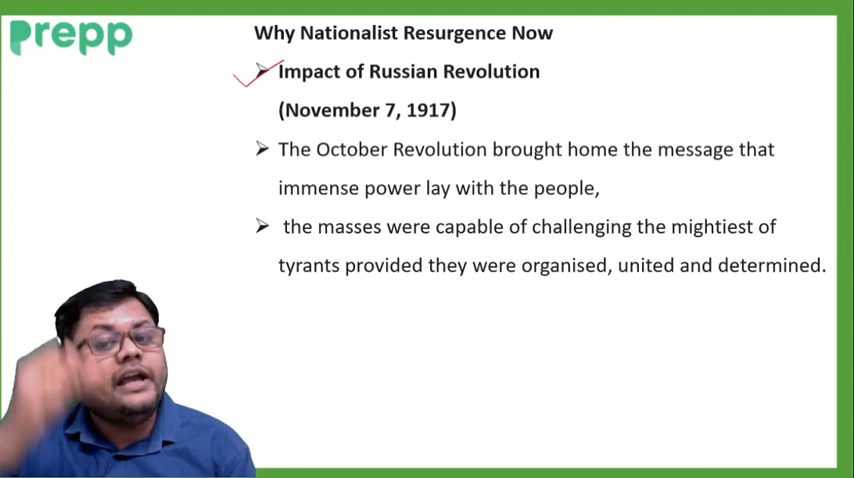 prepp
Why Nationalist Resurgence Now
➢ Impact of Russian Revolution
(November 7, 1917)
➢ The October Revolution brought home the message that
immense power lay with the people,
➢ the masses were capable of challenging the mightiest of
tyrants provided they were organised, united and determined.